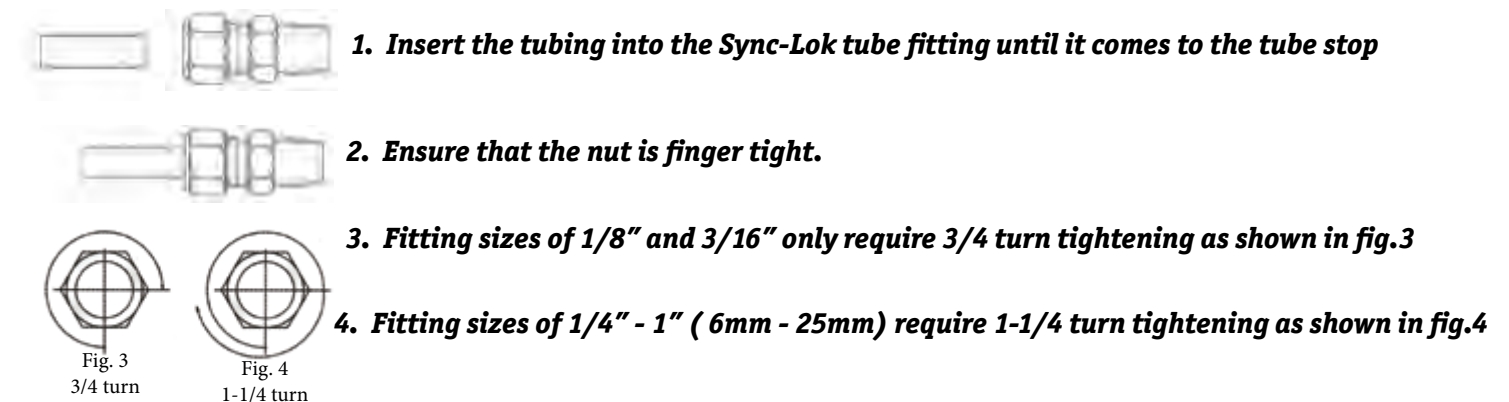 1. Insert the tubing into the Sync-Lok tube fitting until it comes to the tube stop
2. Ensure that the nut is finger tight.
3. Fitting sizes of 1/8″ and 3/16″ only require 3/4 turn tightening as shown in fig.3
4. Fitting sizes of 1/4″ - 1″ ( 6mm - 25mm) require 1-1/4 turn tightening as shown in fig.4
Fig. 3
3/4 turn
Fig. 4
1-1/4 turn